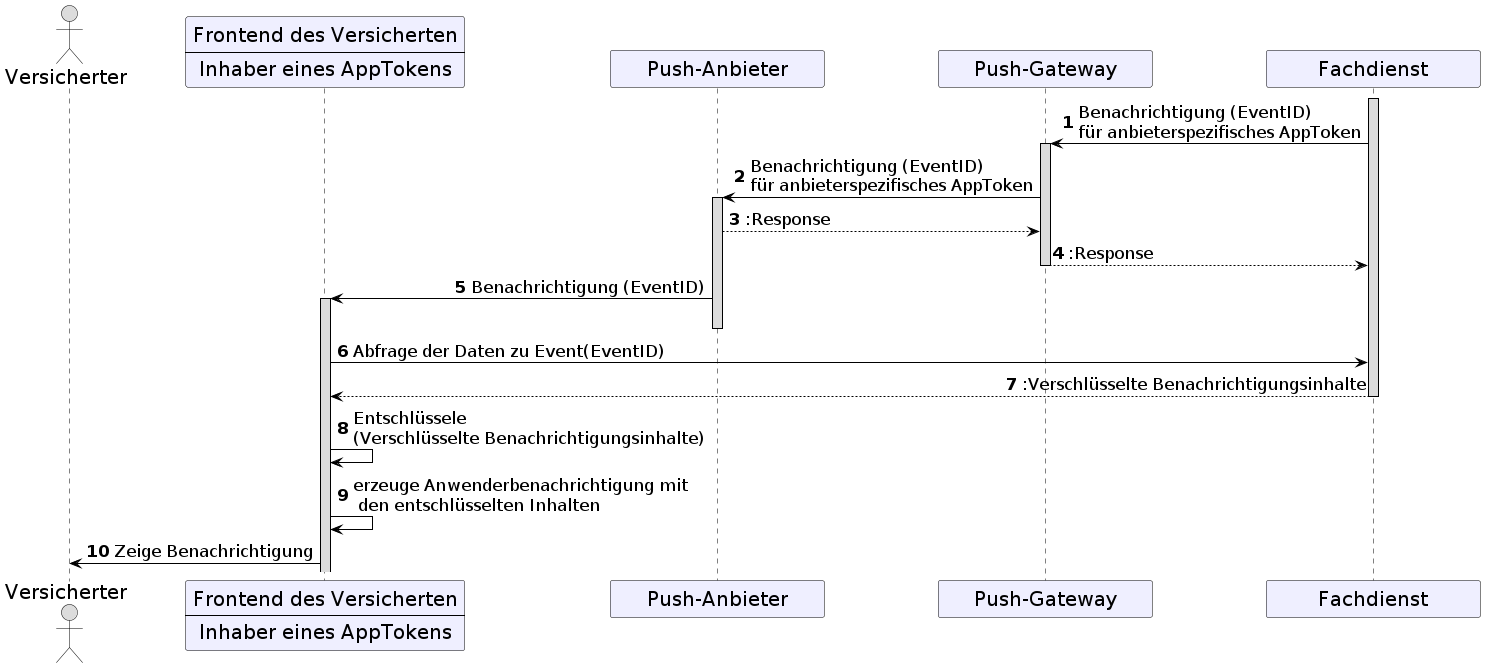 Versicherter
Frontend des Versicherten
Inhaber eines AppTokens
Push-Anbieter
Push-Gateway
Fachdienst
1 Benachrichtigung (EventID)
für anbieterspezifisches AppToken
2 Benachrichtigung (EventID)
für anbieterspezifisches AppToken
3 :Response
4 :Response
5 Benachrichtigung (EventID)
6 Abfrage der Daten zu Event(EventID)
7 :Verschlüsselte Benachrichtigungsinhalte
8 Entschlüssele
(Verschlüsselte Benachrichtigungsinhalte)
9 erzeuge Anwenderbenachrichtigung mit
den entschlüsselten Inhalten
10 Zeige Benachrichtigung
Versicherter
Frontend des Versicherten
Inhaber eines AppTokens
Push-Anbieter
Push-Gateway
Fachdienst